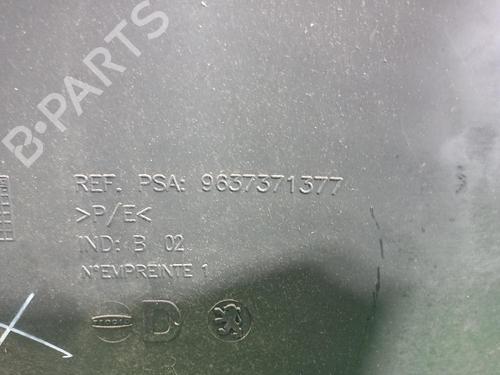 B-PARTS
REF. PSA: 9637371377
>P/E<
IND: B 02
N°EMPREINTE 1
D